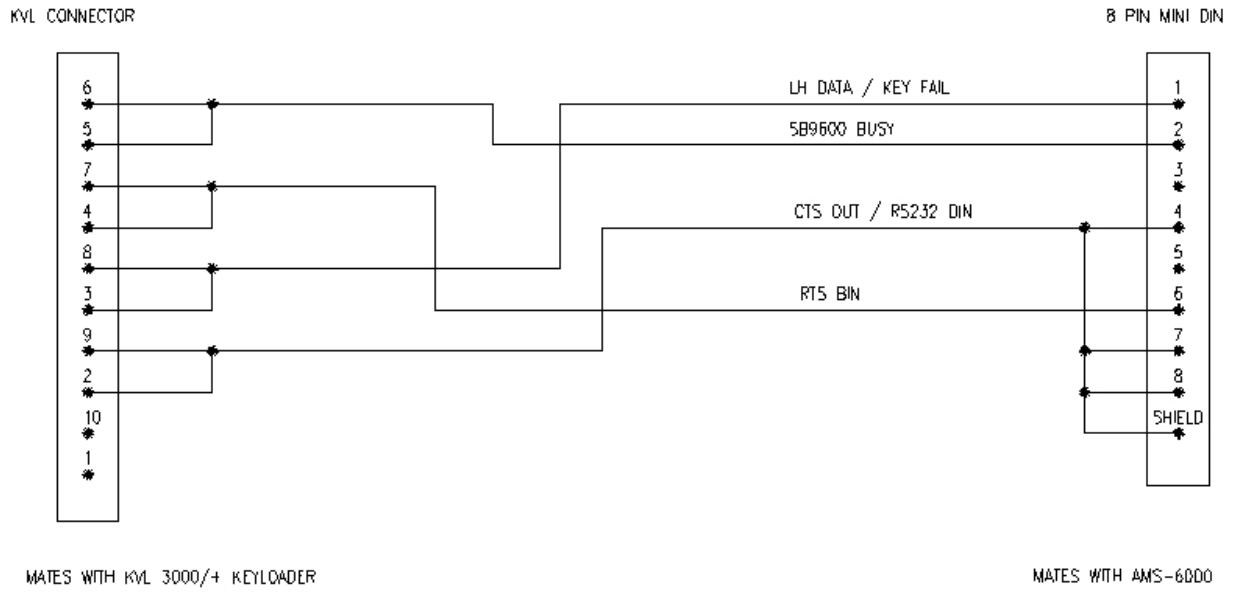 KVL CONNECTOR
8 PIN MINI DIN
6
5
7
4
8
3
9
2
10
1
LH DATA / KEY FAIL
SB9600 BUSY
CTS OUT / RS232 DIN
RTS BIN
1
2
3
4
5
6
7
8
SHIELD
MATES WITH KVL 3000/+ KEYLOADER
MATES WITH AMS-6000